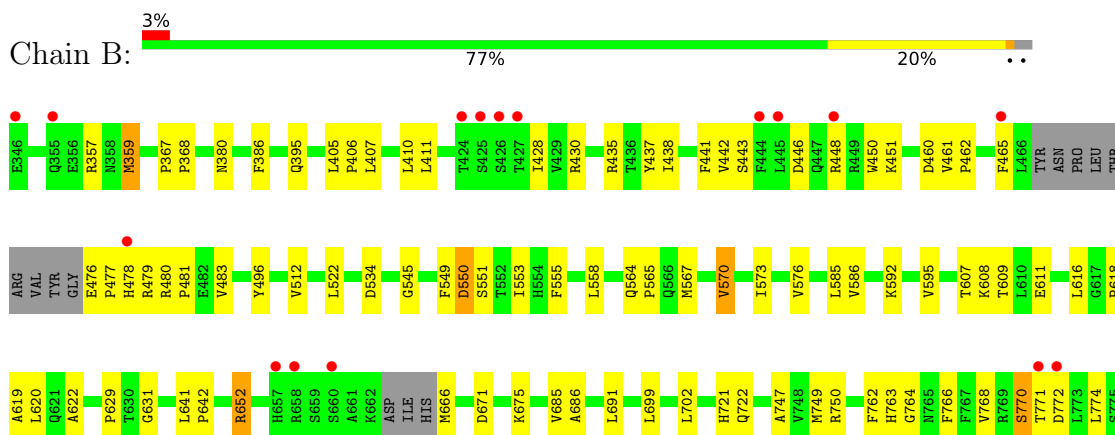 3%
Chain B:
77% 20% • •
E346 Q355 E356 R357 N358 M359 P367 P368 N380 F386 Q395 L405 P406 L407 L410 L411 T424 S425 S426 T427 I428 V429 R430 R435 T436 Y437 I438 F441 V442 S443 F444 L445 D446 Q447 R448 R449 W450 K451 D460 V461 P462 F465 L466 TYR ASN PRO LEU THR
ARG VAL TYR GLY E476 P477 H478 R479 R480 P481 E482 V483 Y496 V512 L522 D534 G545 F549 D550 S551 T552 I553 H554 F555 L558 Q564 P565 Q566 M567 V570 I573 V576 L585 V586 K592 V595 T607 K608 T609 L610 E611 L616 G617 P618
A619 L620 Q621 A622 P629 T630 G631 L641 P642 R652 H657 R658 S659 S660 A661 K662 ASP ILE HIS M666 D671 K675 V685 A686 L691 L699 L702 H721 Q722 A747 V748 M749 R750 F762 H763 G764 N765 F766 F767 V768 R769 S770 T771 D772 L773 L774